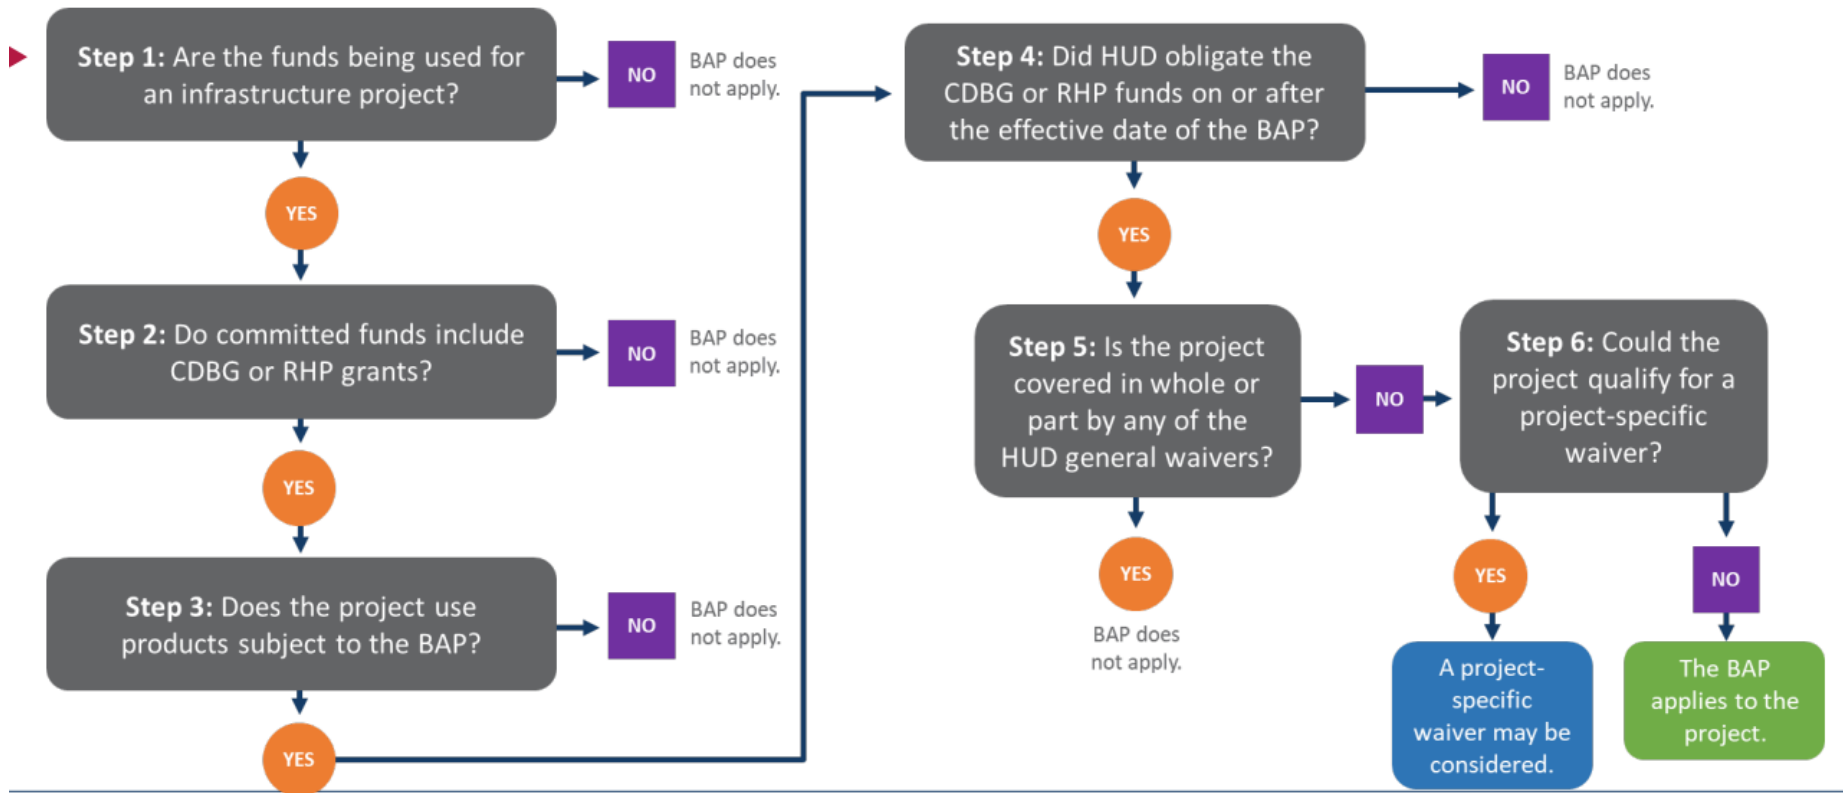 Step 1: Are the funds being used for
an infrastructure project?
NO
BAP does
not apply.
YES
Step 2: Do committed funds include
CDBG or RHP grants?
NO
BAP does
not apply.
YES
Step 3: Does the project use
products subject to the BAP?
NO
BAP does
not apply.
YES
Step 4: Did HUD obligate the
CDBG or RHP funds on or after
the effective date of the BAP?
NO
BAP does
not apply.
YES
Step 5: Is the project
covered in whole or
part by any of the
HUD general waivers?
YES
BAP does
not apply.
NO
Step 6: Could the
project qualify for a
project-specific
waiver?
YES
A project-
specific
waiver may be
considered.
NO
The BAP
applies to the
project.